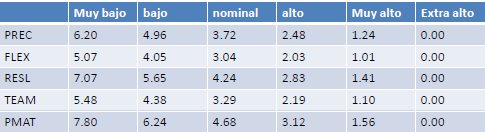 Muy bajo bajo nominal alto Muy alto Extra alto
PREC 6.20 4.96 3.72 2.48 1.24 0.00
FLEX 5.07 4.05 3.04 2.03 1.01 0.00
RESL 7.07 5.65 4.24 2.83 1.41 0.00
TEAM 5.48 4.38 3.29 2.19 1.10 0.00
PMAT 7.80 6.24 4.68 3.12 1.56 0.00